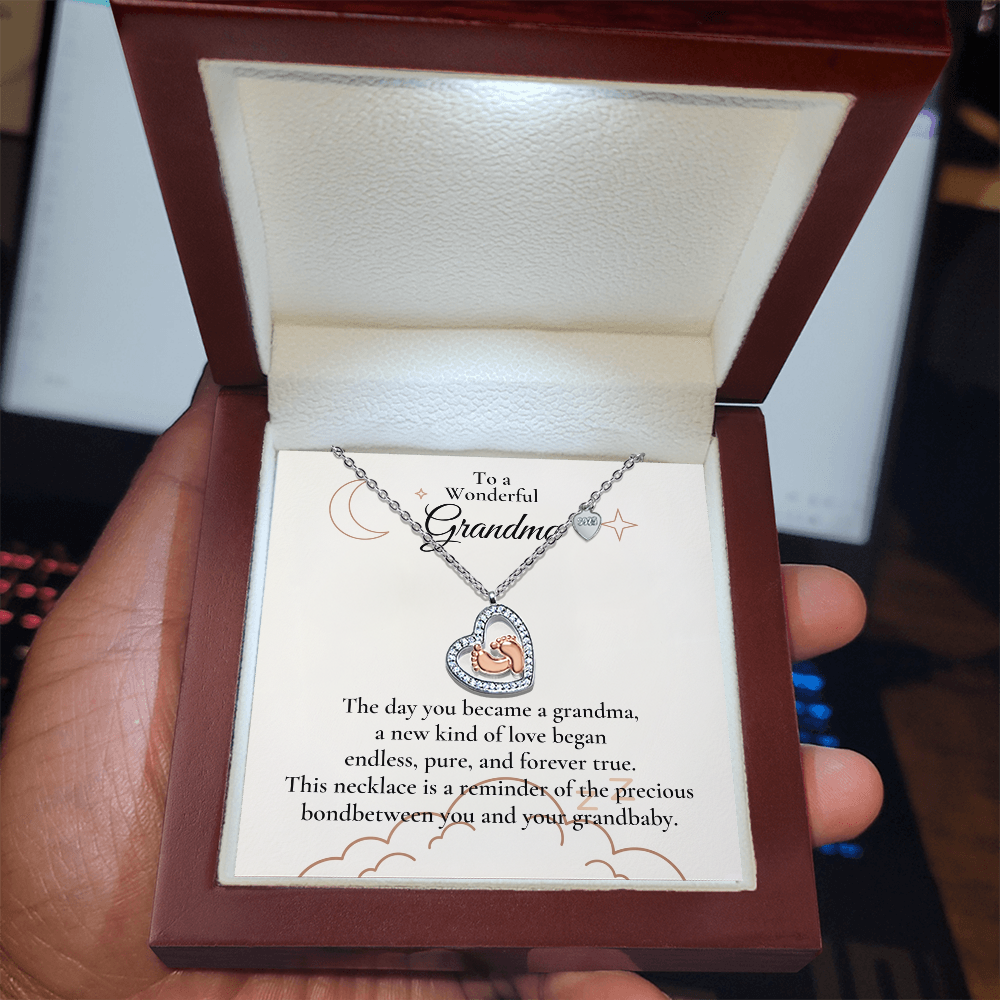 To a
Wonderful
Grandma
The day you became a grandma,
a new kind of love began
endless, pure, and forever true.
This necklace is a reminder of the precious
bondbetween you and your grandbaby.
z z